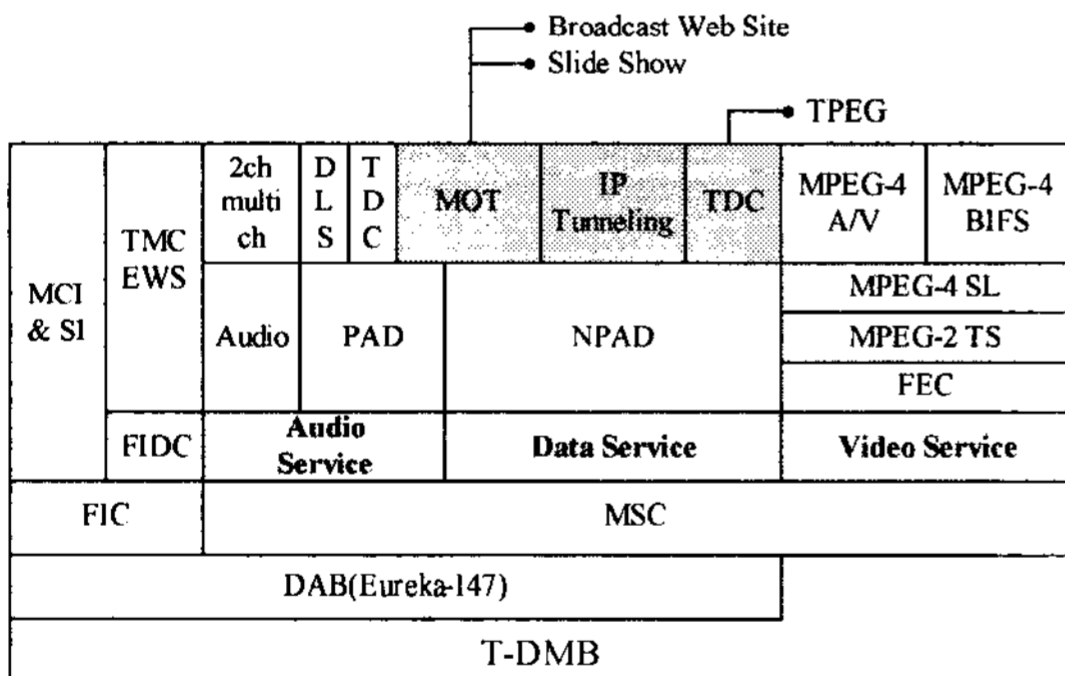 Broadcast Web Site
Slide Show
TPEG
MCI
& SI
TMC
EWS
2ch
multi
ch
D
L
S
T
D
C
MOT
IP
Tunneling
TDC
MPEG-4
A/V
MPEG-4
BIFS
Audio
PAD
NPAD
MPEG-4 SL
MPEG-2 TS
FEC
FIDC
Audio
Service
Data Service
Video Service
FIC
MSC
DAB(Eureka-147)
T-DMB